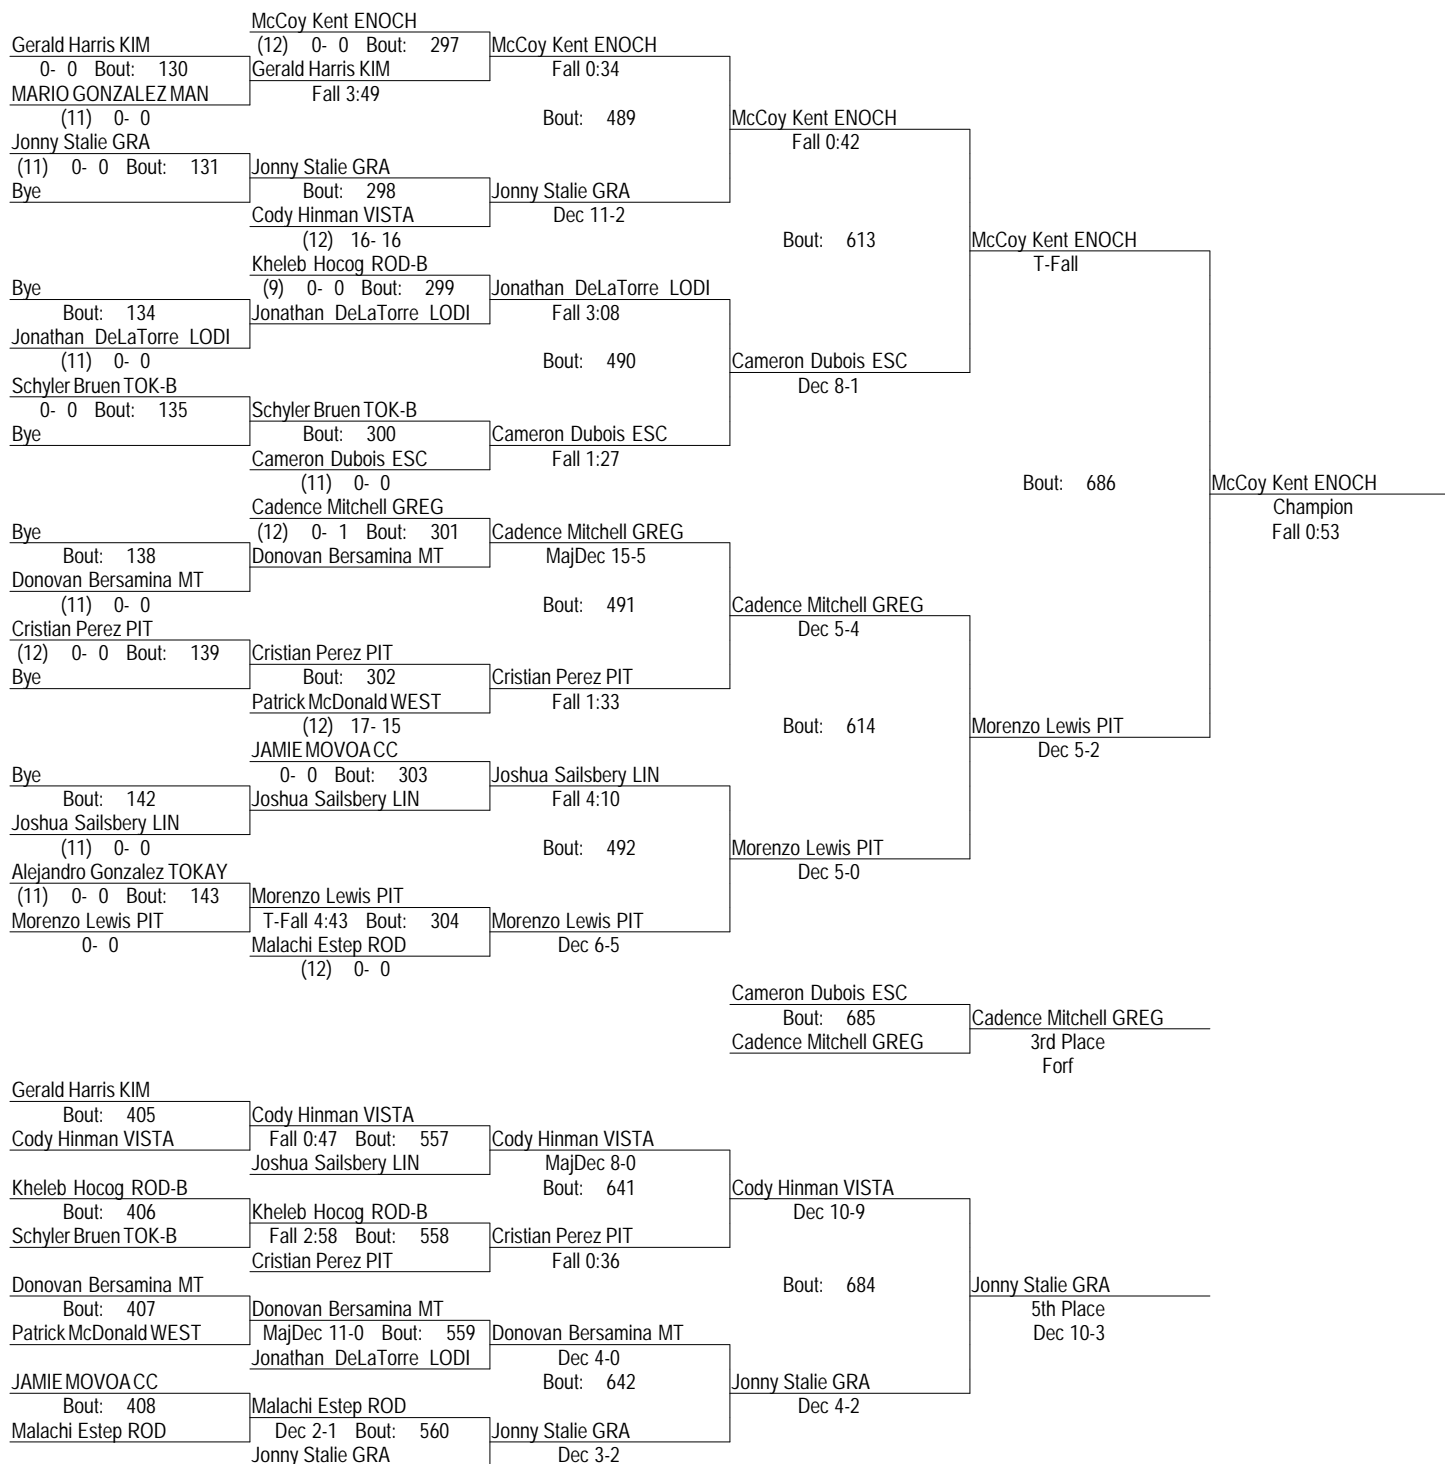 McCoy Kent ENOCH
Gerald Harris KIM
(12) 0- 0 Bout: 297
McCoy Kent ENOCH
0- 0 Bout: 130
Gerald Harris KIM
Fall 0:34
MARIO GONZALEZ MAN
Fall 3:49
(11) 0- 0
Bout: 489
McCoy Kent ENOCH
Jonny Stalie GRA
Fall 0:42
(11) 0- 0 Bout: 131
Jonny Stalie GRA
Bye
Bout: 298
Jonny Stalie GRA
Cody Hinman VISTA
Dec 11-2
(12) 16- 16
Bout: 613
McCoy Kent ENOCH
Kheleb Hocog ROD-B
T-Fall
Bye
(9) 0- 0 Bout: 299
Jonathan DeLaTorre LODI
Bout: 134
Jonathan DeLaTorre LODI
Fall 3:08
Jonathan DeLaTorre LODI
(11) 0- 0
Bout: 490
Cameron Dubois ESC
Schyler Bruen TOK-B
Dec 8-1
0- 0 Bout: 135
Schyler Bruen TOK-B
Bye
Bout: 300
Cameron Dubois ESC
Cameron Dubois ESC
Fall 1:27
(11) 0- 0
Bout: 686
McCoy Kent ENOCH
Cadence Mitchell GREG
Champion
Bye
(12) 0- 1 Bout: 301
Cadence Mitchell GREG
Fall 0:53
Bout: 138
Donovan Bersamina MT
MajDec 15-5
Donovan Bersamina MT
(11) 0- 0
Bout: 491
Cadence Mitchell GREG
Cristian Perez PIT
Dec 5-4
(12) 0- 0 Bout: 139
Cristian Perez PIT
Bye
Bout: 302
Cristian Perez PIT
Patrick McDonald WEST
Fall 1:33
(12) 17- 15
Bout: 614
Morenzo Lewis PIT
JAMIE MOVOA CC
Dec 5-2
Bye
0- 0 Bout: 303
Joshua Sailsbery LIN
Bout: 142
Joshua Sailsbery LIN
Fall 4:10
Joshua Sailsbery LIN
(11) 0- 0
Bout: 492
Morenzo Lewis PIT
Alejandro Gonzalez TOKAY
Dec 5-0
(11) 0- 0 Bout: 143
Morenzo Lewis PIT
Morenzo Lewis PIT
T-Fall 4:43 Bout: 304
Morenzo Lewis PIT
0- 0
Malachi Estep ROD
Dec 6-5
(12) 0- 0
Cameron Dubois ESC
Bout: 685
Cadence Mitchell GREG
Cadence Mitchell GREG
3rd Place
Forf
Gerald Harris KIM
Bout: 405
Cody Hinman VISTA
Cody Hinman VISTA
Fall 0:47 Bout: 557
Cody Hinman VISTA
Joshua Sailsbery LIN
MajDec 8-0
Kheleb Hocog ROD-B
Bout: 641
Cody Hinman VISTA
Bout: 406
Kheleb Hocog ROD-B
Dec 10-9
Schyler Bruen TOK-B
Fall 2:58 Bout: 558
Cristian Perez PIT
Cristian Perez PIT
Fall 0:36
Donovan Bersamina MT
Bout: 684
Jonny Stalie GRA
Bout: 407
Donovan Bersamina MT
5th Place
Patrick McDonald WEST
MajDec 11-0 Bout: 559
Donovan Bersamina MT
Dec 10-3
Jonathan DeLaTorre LODI
Dec 4-0
JAMIE MOVOA CC
Bout: 642
Jonny Stalie GRA
Bout: 408
Malachi Estep ROD
Dec 4-2
Malachi Estep ROD
Dec 2-1 Bout: 560
Jonny Stalie GRA
Jonny Stalie GRA
Dec 3-2